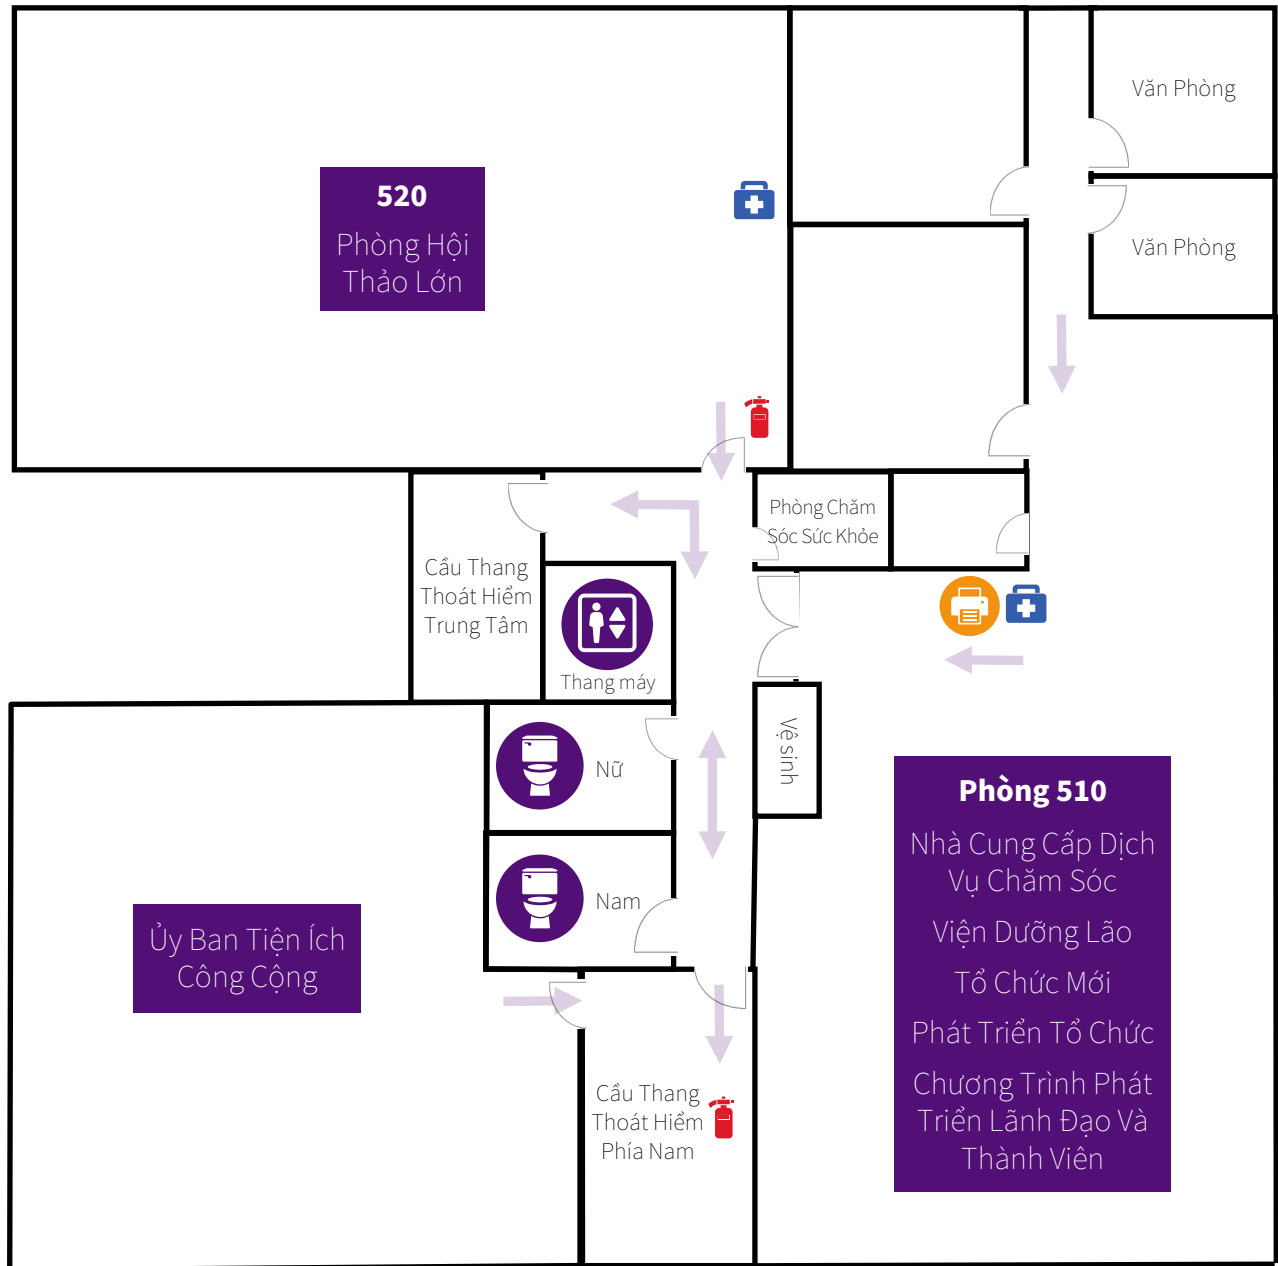 520
Phòng Hội
Thảo Lớn
Văn Phòng
Văn Phòng
Phòng Chăm
Sóc Sức Khỏe
Cầu Thang
Thoát Hiểm
Trung Tâm
Thang máy
Nữ
Vệ sinh
Nam
Ủy Ban Tiện Ích
Công Cộng
Phòng 510
Nhà Cung Cấp Dịch
Vụ Chăm Sóc
Viện Dưỡng Lão
Tổ Chức Mới
Phát Triển Tổ Chức
Chương Trình Phát
Triển Lãnh Đạo Và
Thành Viên
Cầu Thang
Thoát Hiểm
Phía Nam